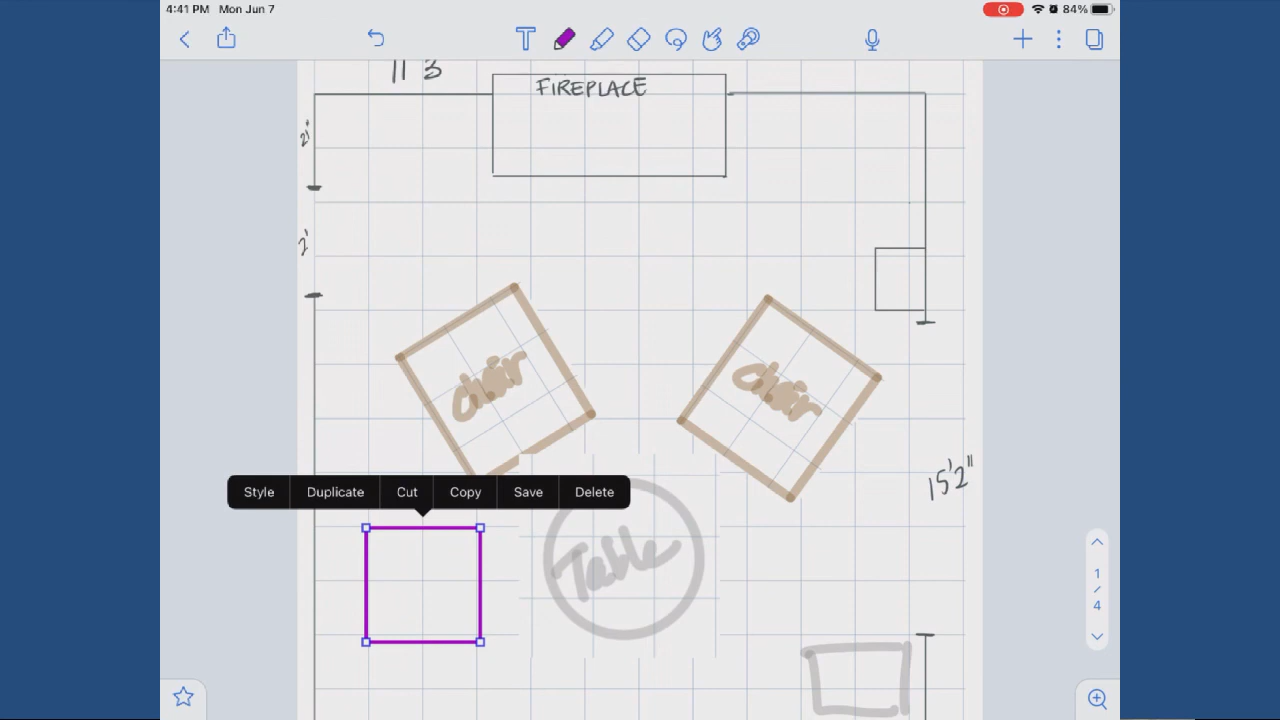 4:41 PM Mon Jun 7
84%
11 3
FIREPLACE
2'
2'
chair
chair
15'2"
Style Duplicate Cut Copy Save Delete
Table
1
/
4